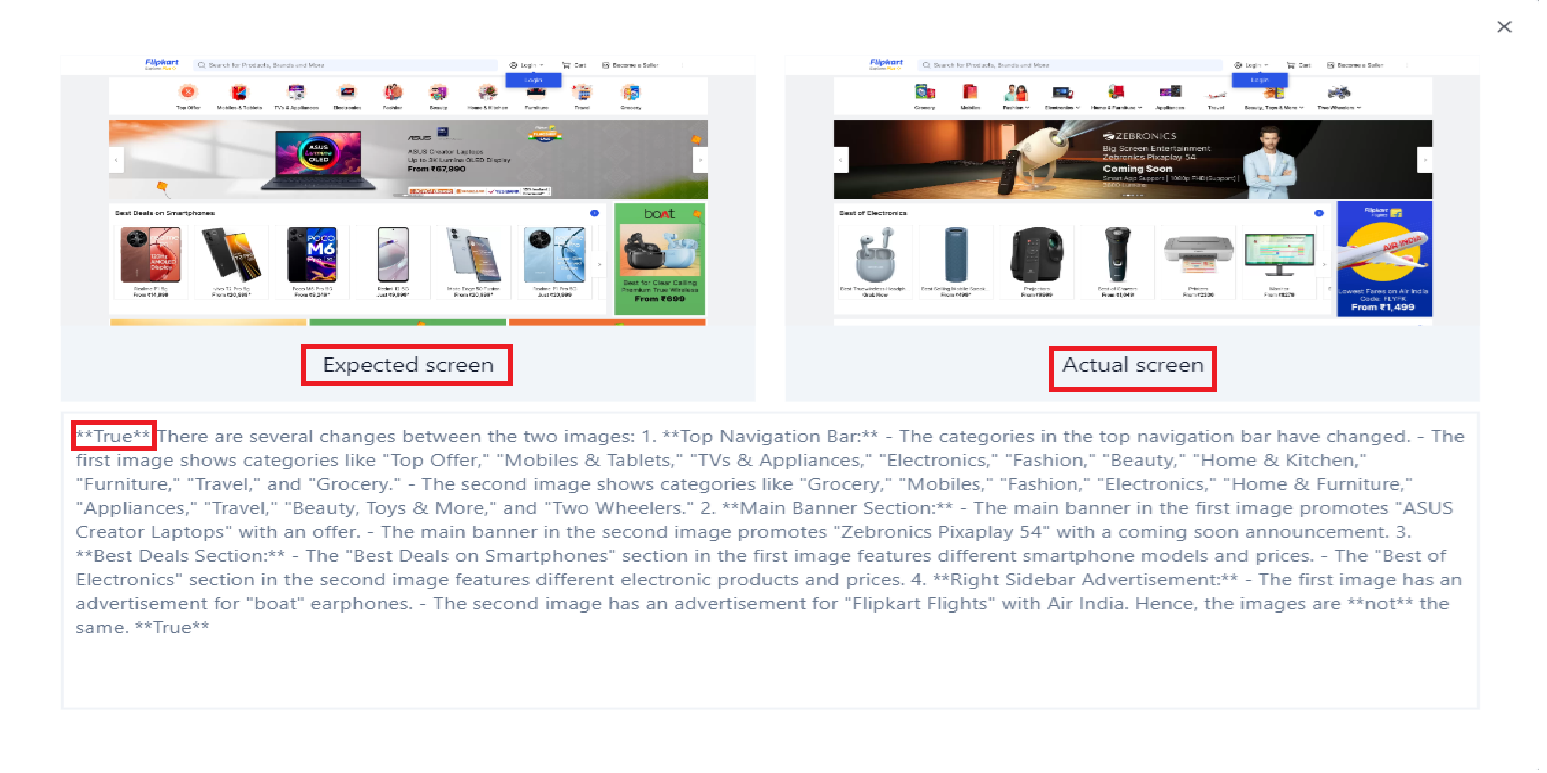 ×
Flipkart
Search for Products, Brands and More
Login
Cart
Become a Seller
Login
Top Offer Mobiles & Tablets TVs & Appliances Electronics Fashion Beauty Home & Kitchen Furniture Travel Grocery
ASUS
ASUS Creator Laptops
Up to 3K Lumina OLED Display
From ₹67,990
Best Deals on Smartphones
POCO
M6
boAt
Best for Clear Calling
Premium True Wireless
From ₹699
Flipkart
Search for Products, Brands and More
Login
Cart
Become a Seller
Login
Grocery Mobiles Fashion Electronics Home & Furniture Appliances Travel Beauty, Toys & More Two Wheelers
ZEBRONICS
Big Screen Entertainment
Zebronics Pixaplay 54
Coming Soon
Smart App Support | 1080p FHD(Support) |
Best of Electronics
Projectors
Printers
Monitor
Flipkart
AIR INDIA
Lowest Fares on Air India
Code: FLYFK
From ₹1,499
Expected screen
Actual screen
**True** There are several changes between the two images: 1. **Top Navigation Bar:** - The categories in the top navigation bar have changed. - The
first image shows categories like "Top Offer," "Mobiles & Tablets," "TVs & Appliances," "Electronics," "Fashion," "Beauty," "Home & Kitchen,"
"Furniture," "Travel," and "Grocery." - The second image shows categories like "Grocery," "Mobiles," "Fashion," "Electronics," "Home & Furniture,"
"Appliances," "Travel," "Beauty, Toys & More," and "Two Wheelers." 2. **Main Banner Section:** - The main banner in the first image promotes "ASUS
Creator Laptops" with an offer. - The main banner in the second image promotes "Zebronics Pixaplay 54" with a coming soon announcement. 3.
**Best Deals Section:** - The "Best Deals on Smartphones" section in the first image features different smartphone models and prices. - The "Best of
Electronics" section in the second image features different electronic products and prices. 4. **Right Sidebar Advertisement:** - The first image has an
advertisement for "boat" earphones. - The second image has an advertisement for "Flipkart Flights" with Air India. Hence, the images are **not** the
same. **True**